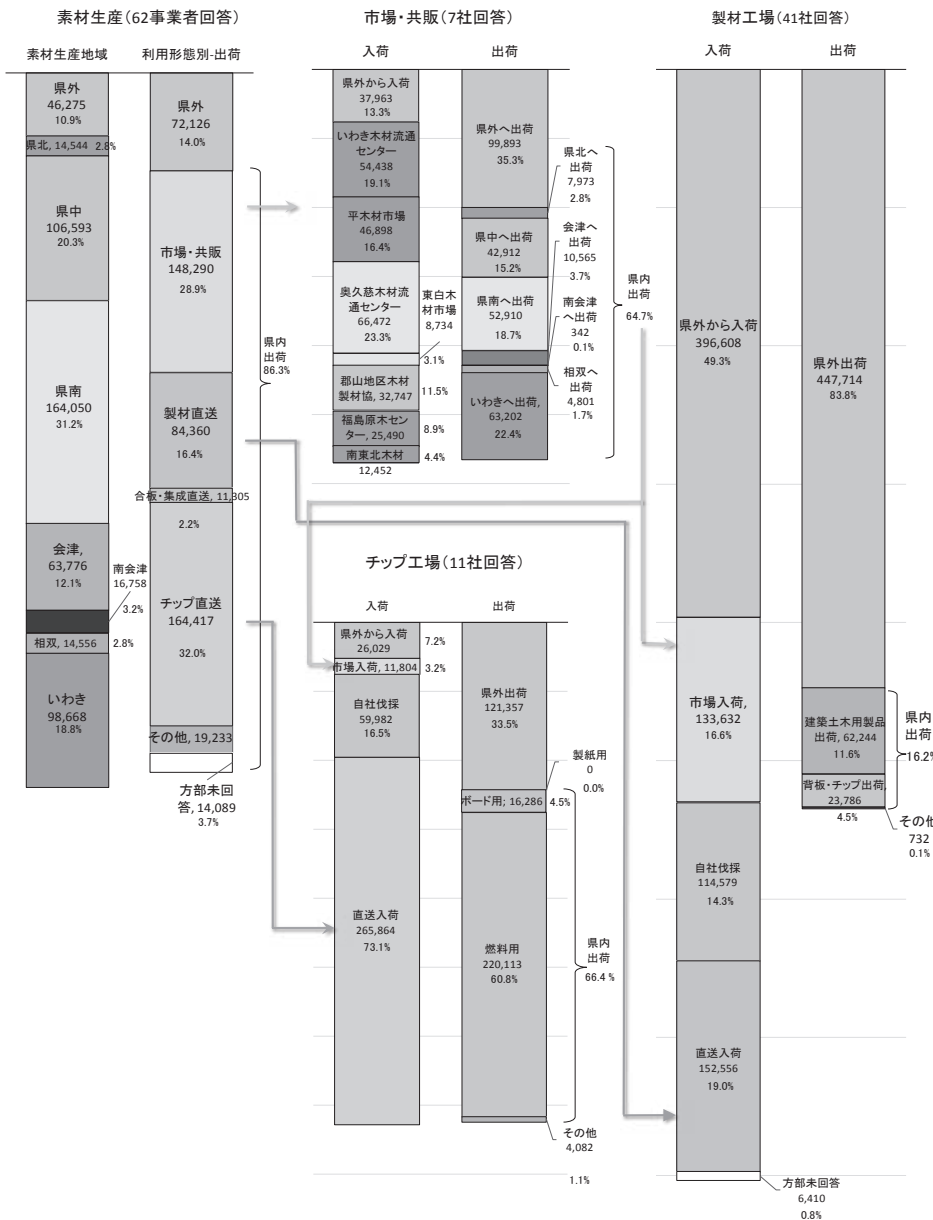 素材生産(62事業者回答)
素材生産地域
利用形態別-出荷
県外
46,275
10.9%
県北, 14,544 2.8%
県中
106,593
20.3%
県南
164,050
31.2%
会津,
63,776
12.1%
南会津
16,758
3.2%
相双, 14,556 2.8%
いわき
98,668
18.8%
県外
72,126
14.0%
市場・共販
148,290
28.9%
製材直送
84,360
16.4%
合板・集成直送, 11,305
2.2%
チップ直送
164,417
32.0%
その他, 19,233
方部未回
答, 14,089
3.7%
県内
出荷
86.3%
市場・共販(7社回答)
入荷
出荷
県外から入荷
37,963
13.3%
いわき木材流通
センター
54,438
19.1%
平木材市場
46,898
16.4%
奥久慈木材流
通センター
66,472
23.3%
東白木
材市場
8,734
3.1%
郡山地区木材
製材協, 32,747
11.5%
福島原木セン
ター, 25,490
8.9%
南東北木材
12,452
4.4%
県外へ出荷
99,893
35.3%
県北へ
出荷
7,973
2.8%
県中へ出荷
42,912
15.2%
県南へ出荷
52,910
18.7%
会津へ
出荷
10,565
3.7%
南会津
へ出荷
342
0.1%
相双へ
出荷
4,801
1.7%
いわきへ出荷,
63,202
22.4%
県内
出荷
64.7%
チップ工場(11社回答)
入荷
出荷
県外から入荷
26,029
7.2%
市場入荷, 11,804 3.2%
自社伐採
59,982
16.5%
直送入荷
265,864
73.1%
県外出荷
121,357
33.5%
製紙用
0
0.0%
ボード用; 16,286 4.5%
燃料用
220,113
60.8%
その他
4,082
1.1%
県内
出荷
66.4 %
製材工場(41社回答)
入荷
出荷
県外から入荷
396,608
49.3%
市場入荷,
133,632
16.6%
自社伐採
114,579
14.3%
直送入荷
152,556
19.0%
方部未回答
6,410
0.8%
県外出荷
447,714
83.8%
建築土木用製品
出荷, 62,244
11.6%
背板・チップ出荷,
23,786
4.5%
その他
732
0.1%
県内
出荷
16.2%